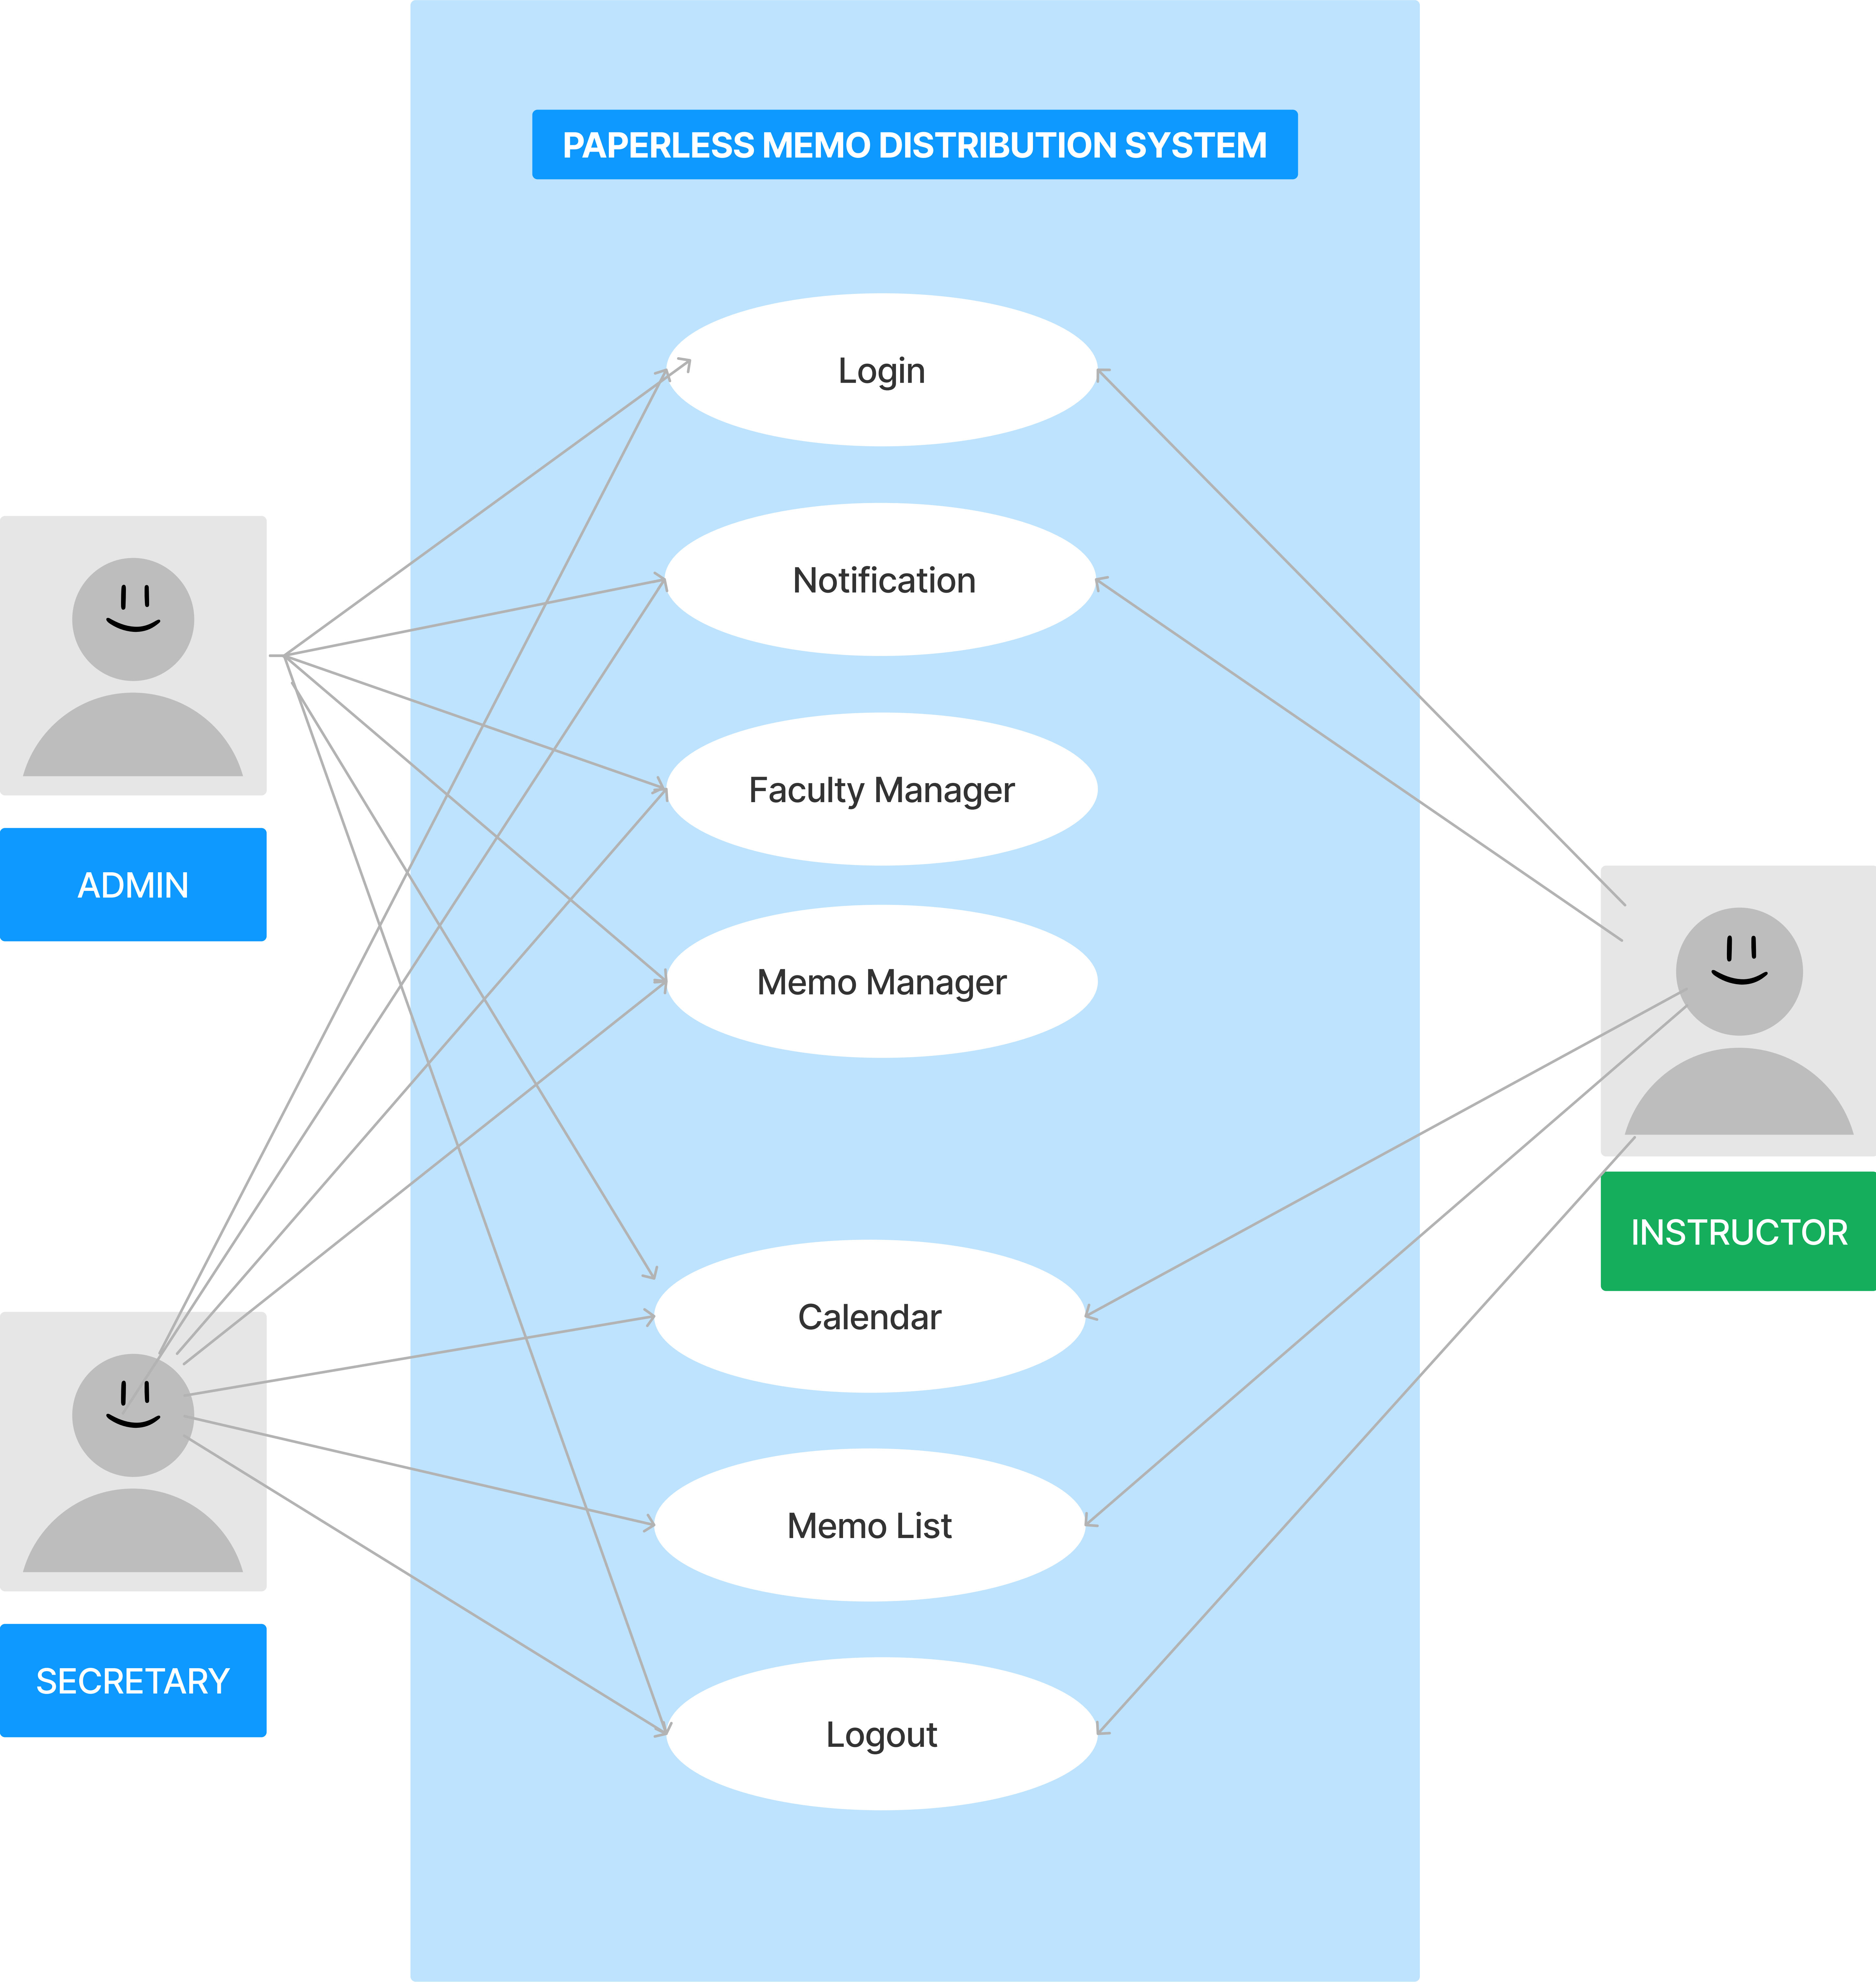 PAPERLESS MEMO DISTRIBUTION SYSTEM
Login
Notification
Faculty Manager
ADMIN
Memo Manager
INSTRUCTOR
Calendar
Memo List
SECRETARY
Logout